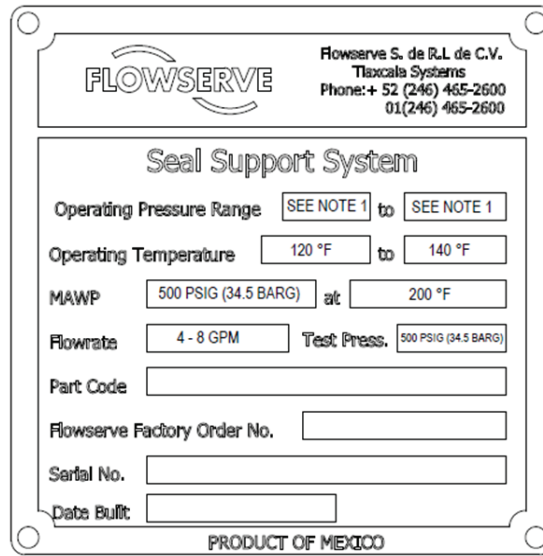 FLOWSERVE
Flowserve S. de R.L de C.V.
Tlaxcala Systems
Phone:+ 52 (246) 465-2600
01(246) 465-2600
Seal Support System
Operating Pressure Range SEE NOTE 1 to SEE NOTE 1
Operating Temperature 120 °F to 140 °F
MAWP 500 PSIG (34.5 BARG) at 200 °F
Flowrate 4 - 8 GPM Test Press. 500 PSIG (34.5 BARG)
Part Code
Flowserve Factory Order No.
Serial No.
Date Built
PRODUCT OF MEXICO